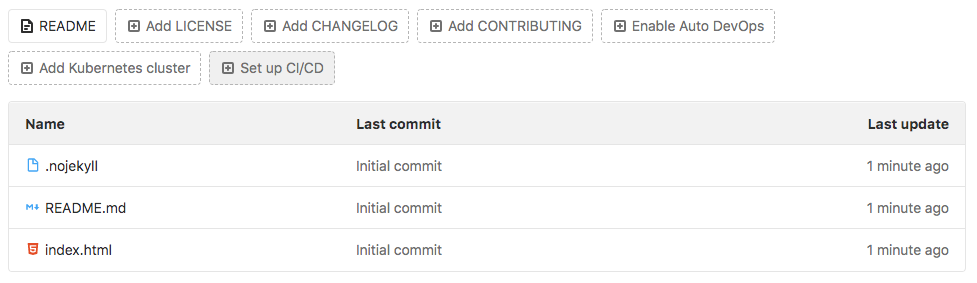 README Add LICENSE Add CHANGELOG Add CONTRIBUTING Enable Auto DevOps
Add Kubernetes cluster Set up CI/CD
Name Last commit Last update
.nojekyll Initial commit 1 minute ago
M↓ README.md Initial commit 1 minute ago
index.html Initial commit 1 minute ago